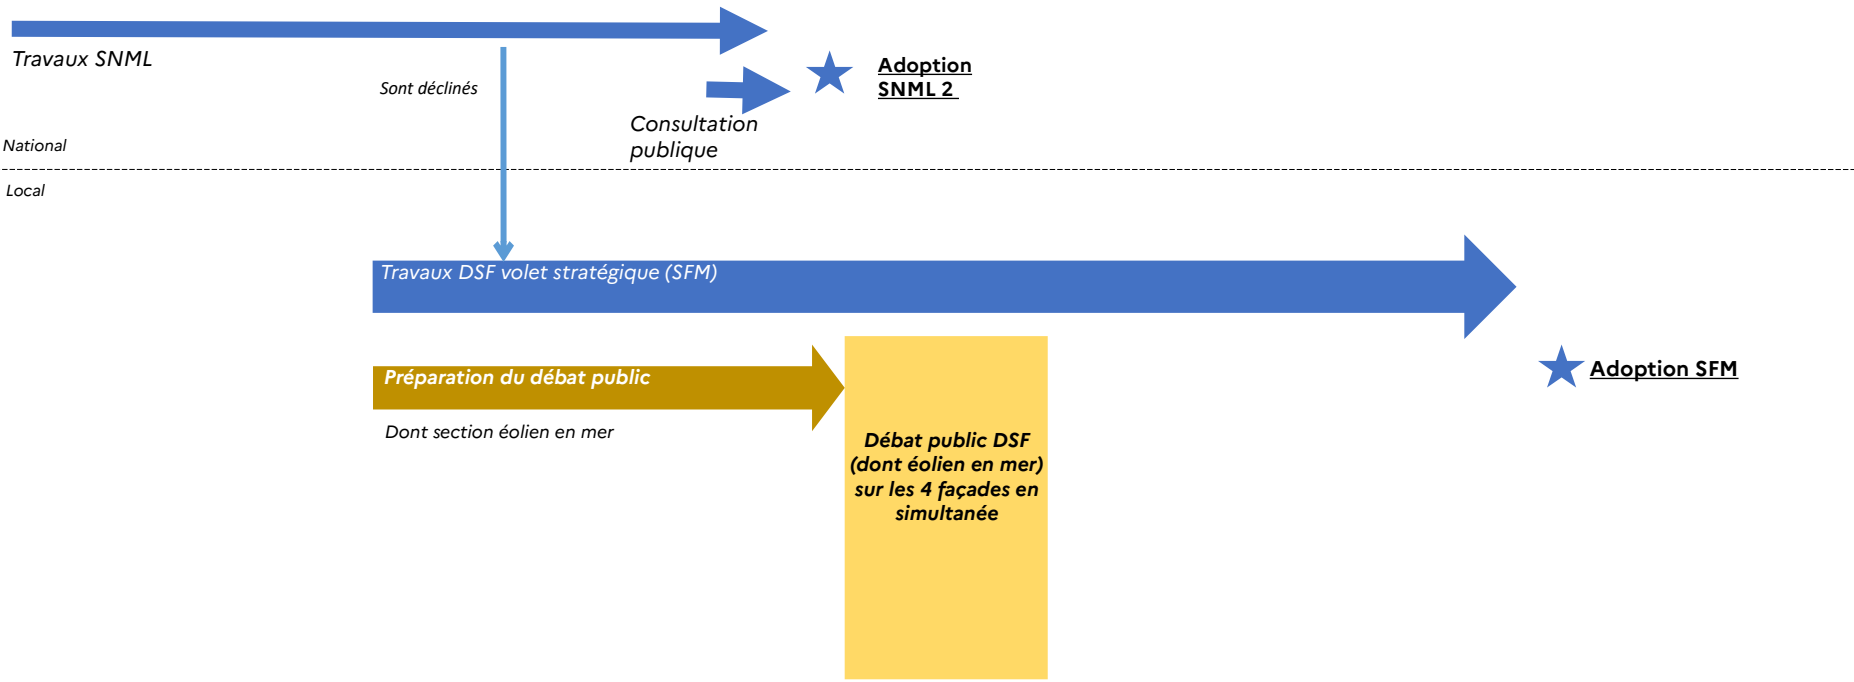 Travaux SNML
Sont déclinés
Adoption
SNML 2
Consultation
publique
National
Local
Travaux DSF volet stratégique (SFM)
Préparation du débat public
Adoption SFM
Dont section éolien en mer
Débat public DSF
(dont éolien en mer)
sur les 4 façades en
simultanée